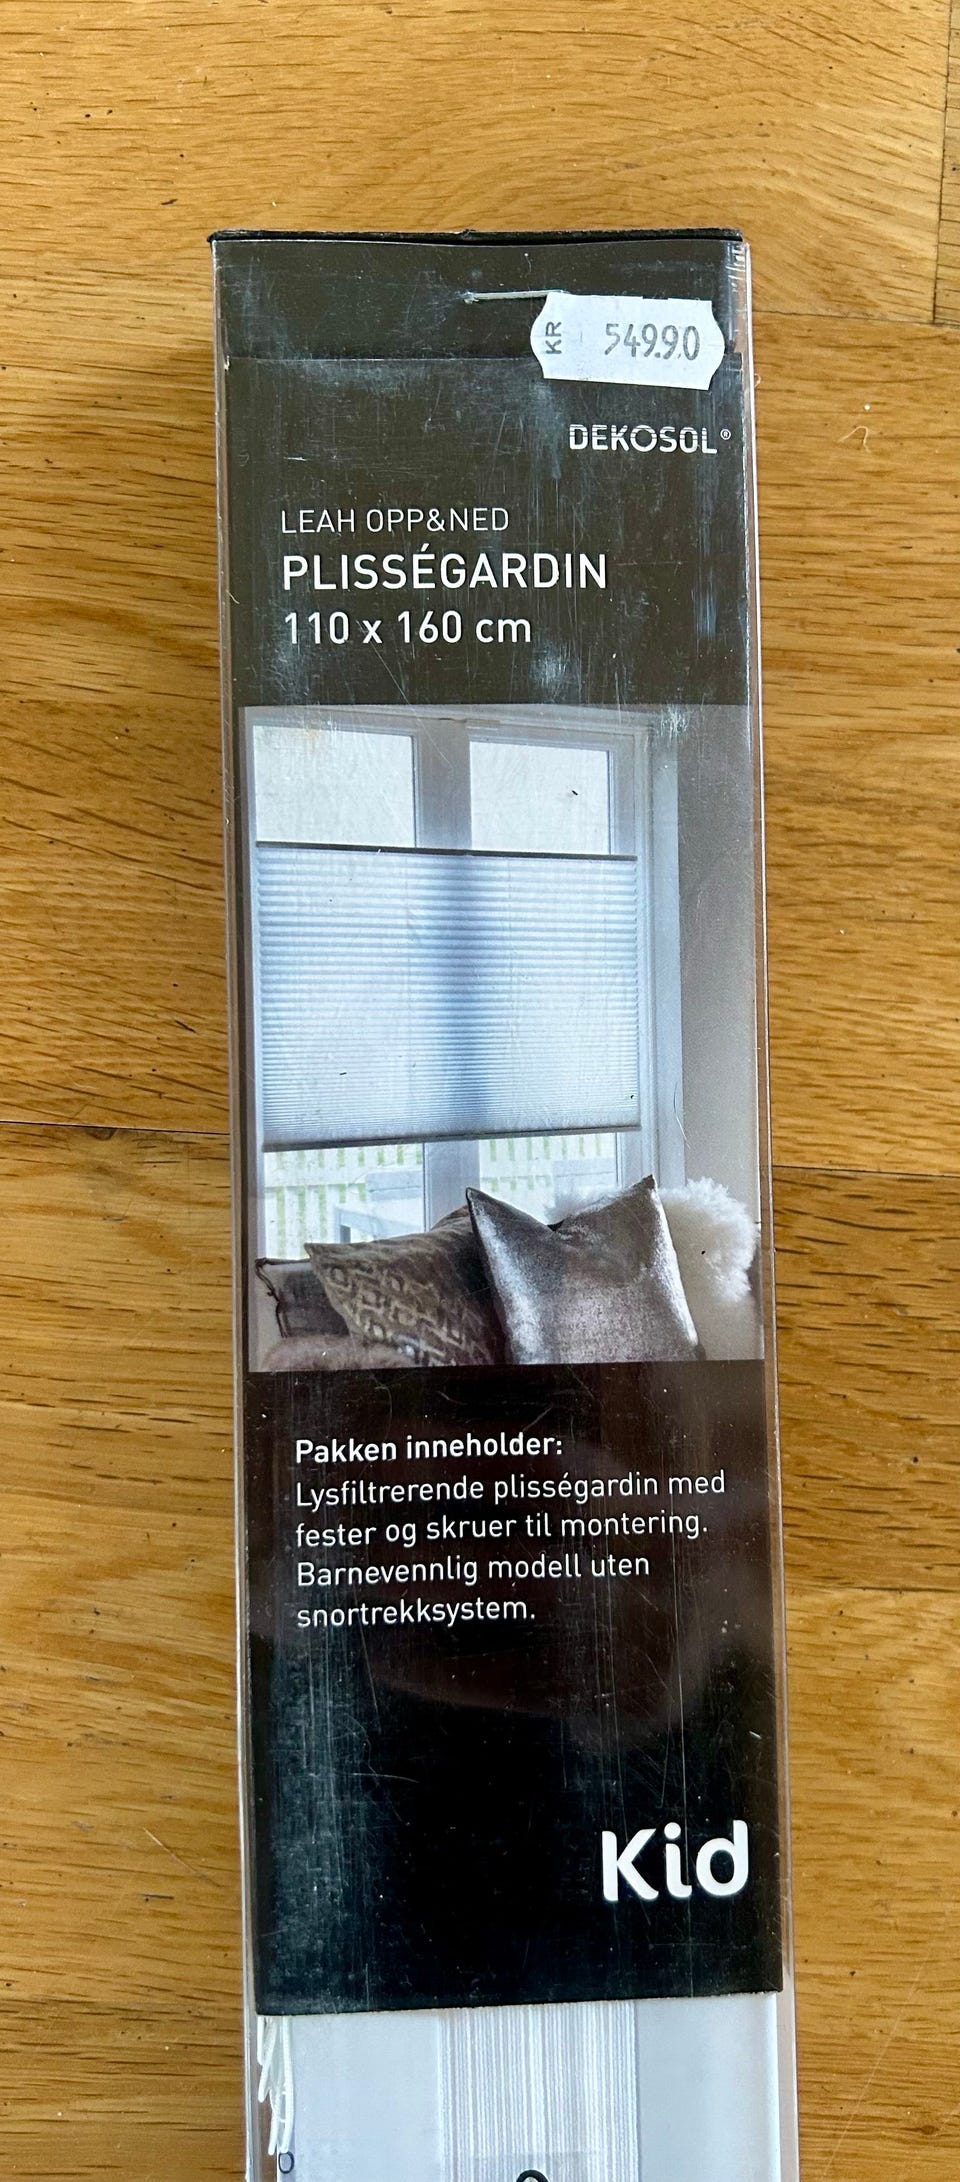 KR 549.90
DEKOSOL®
LEAH OPP&NED
PLISSÉGARDIN
110 x 160 cm
Pakken inneholder:
Lysfiltrerende plisségardin med
fester og skruer til montering.
Barnevennlig modell uten
snortrekksystem.
Kid